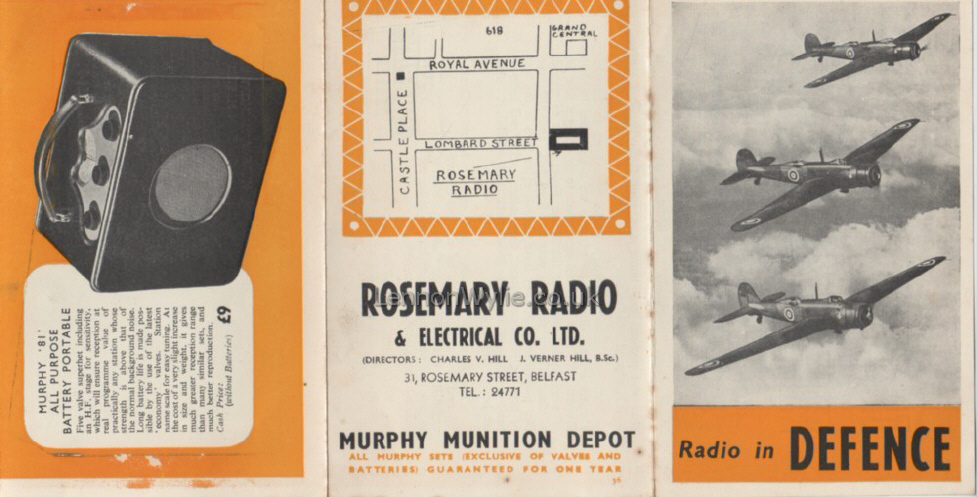 MURPHY '81'
ALL PURPOSE
BATTERY PORTABLE
Five valve superhet including
an H.F. stage for sensitivity,
which will ensure reception at
real programme value of
practically any station whose
strength is above that of
the normal background noise.
Long battery life is made pos-
sible by the use of the latest
'economy' valves. Station
name scale for easy tuning. At
the cost of a very slight increase
in size and weight, it gives
much greater reception range
than many similar sets, and
much better reproduction.
Cash Price: £9
(without Batteries)
618
GRAND
CENTRAL
ROYAL AVENUE
CASTLE PLACE
LOMBARD STREET
ROSEMARY
RADIO
ROSEMARY RADIO
& ELECTRICAL CO. LTD.
(DIRECTORS: CHARLES V. HILL J. VERNER HILL, B.Sc.)
31, ROSEMARY STREET, BELFAST
TEL.: 24771
MURPHY MUNITION DEPOT
ALL MURPHY SETS (EXCLUSIVE OF VALVES AND
BATTERIES) GUARANTEED FOR ONE YEAR
Radio in DEFENCE